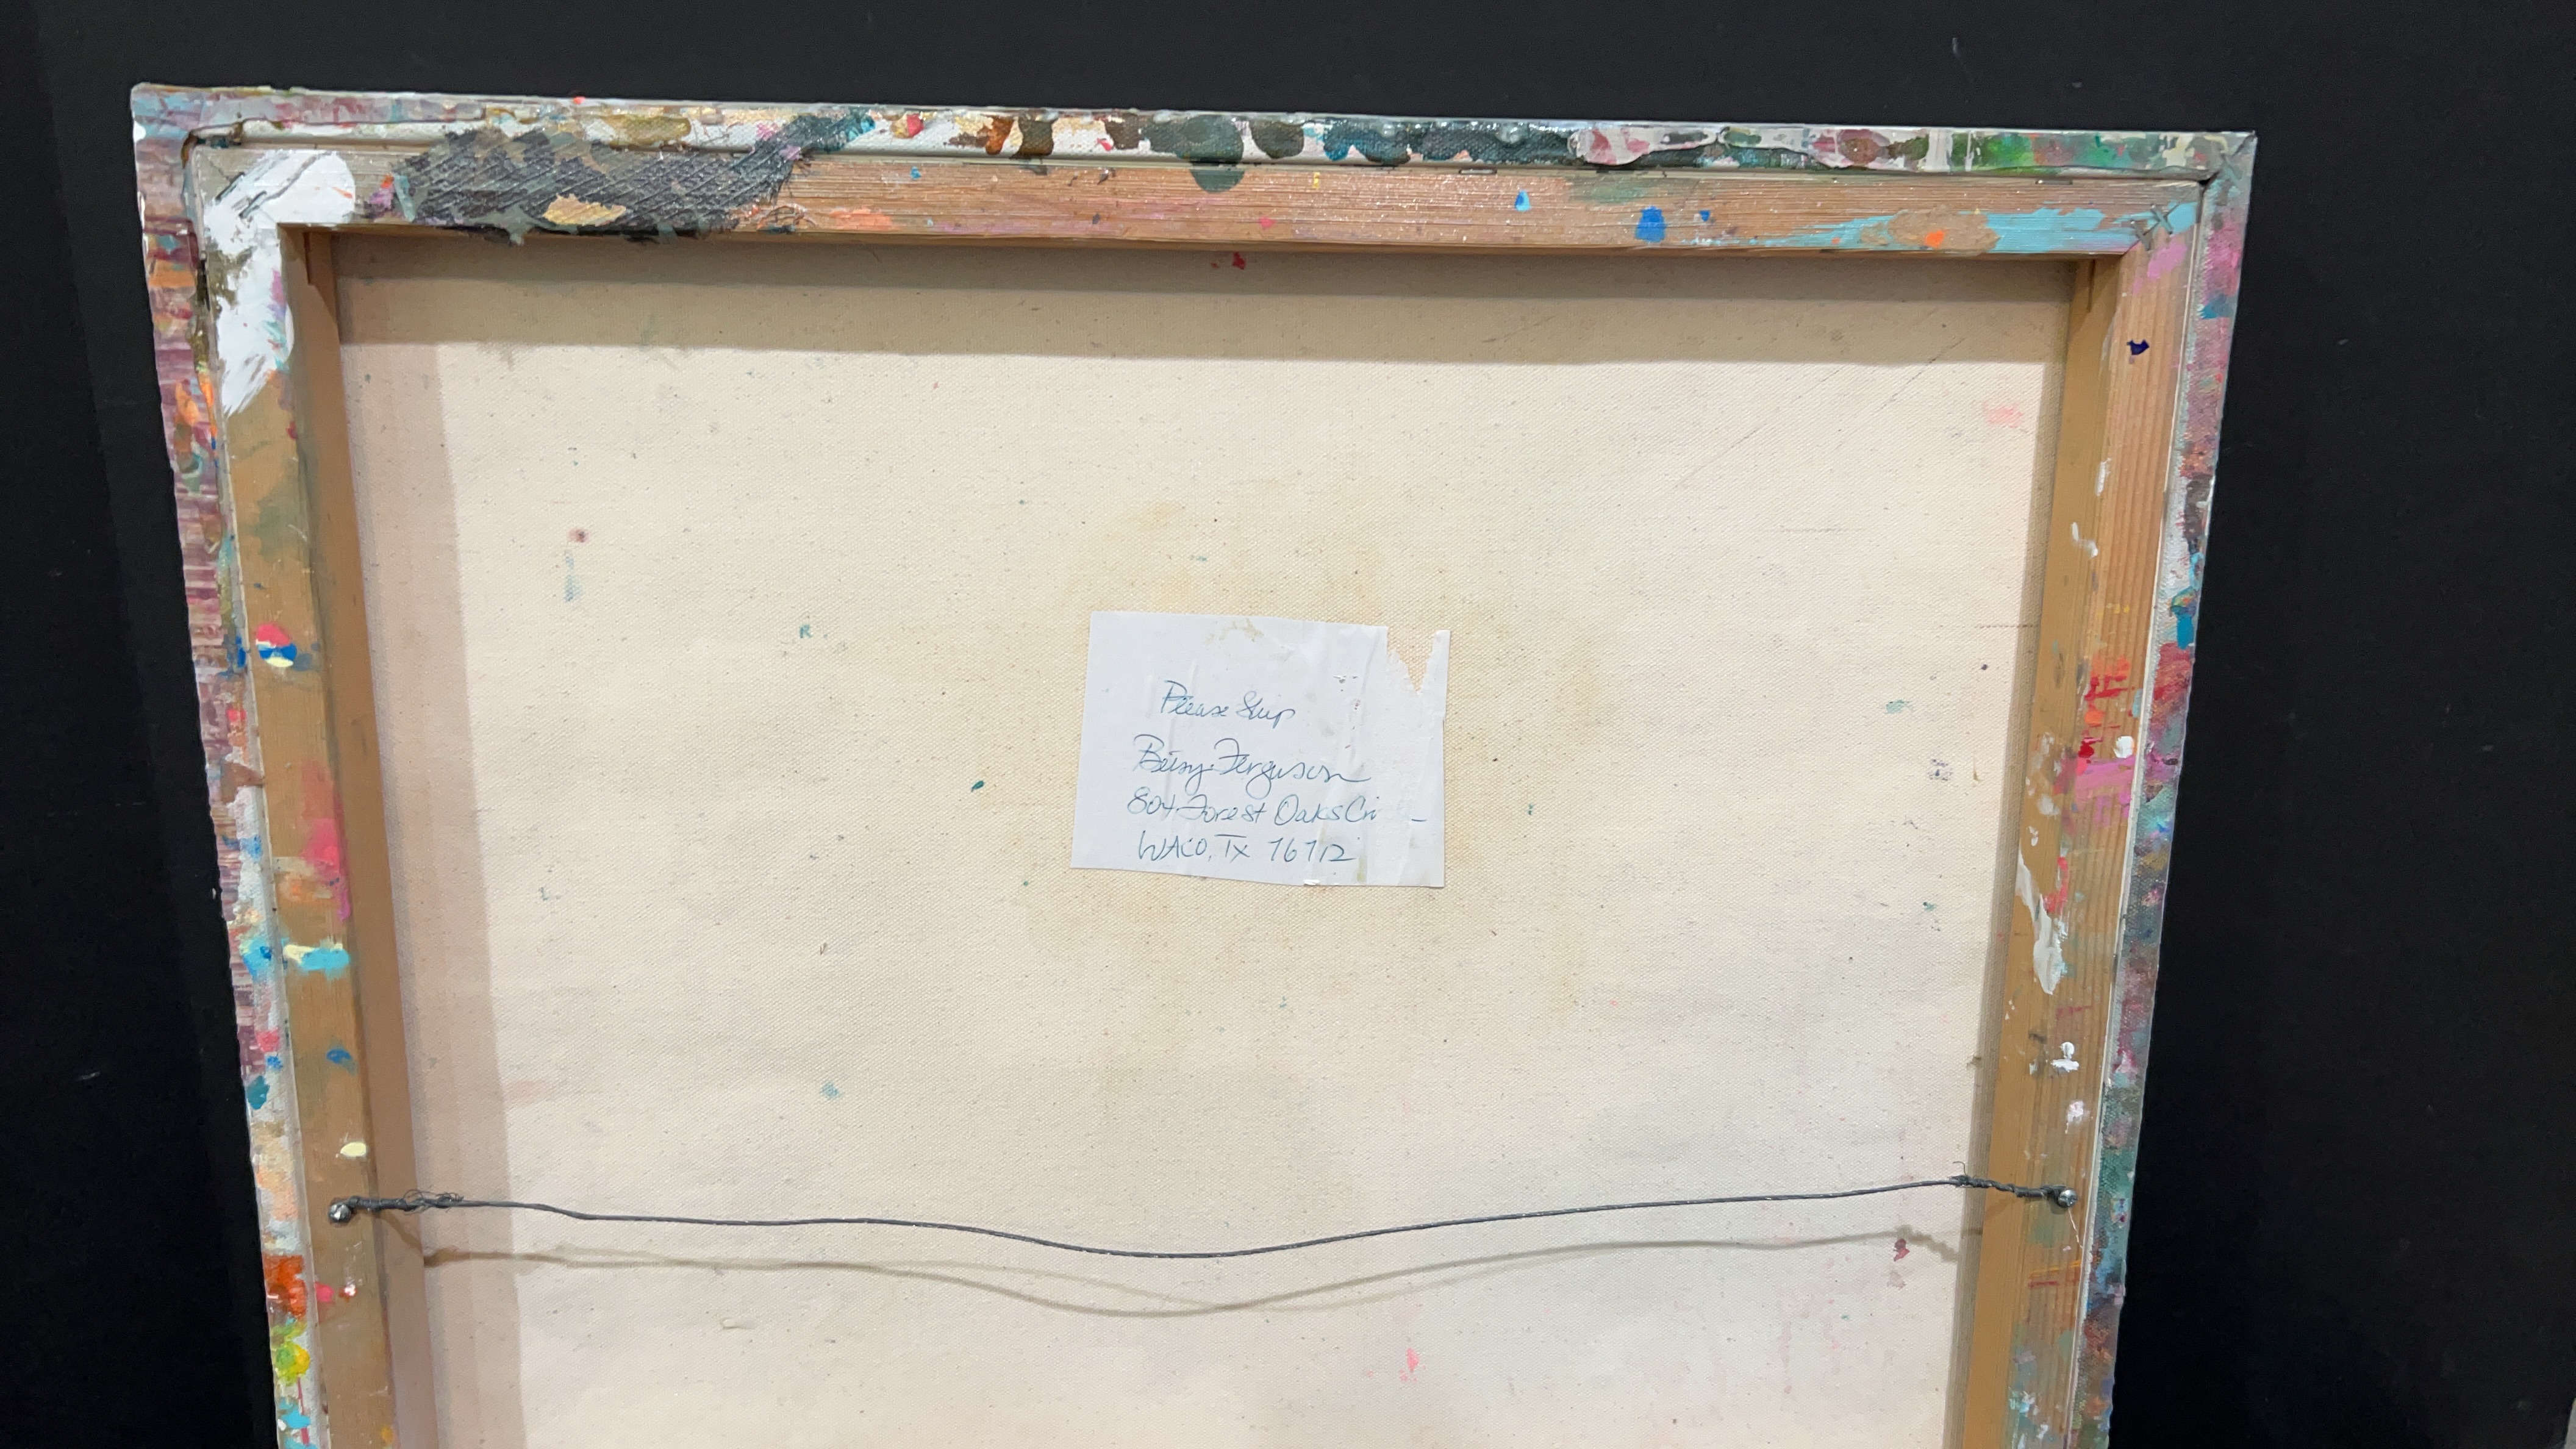 Please Ship
Betsy Ferguson
804 Forest Oaks Cir
Waco, Tx 76712